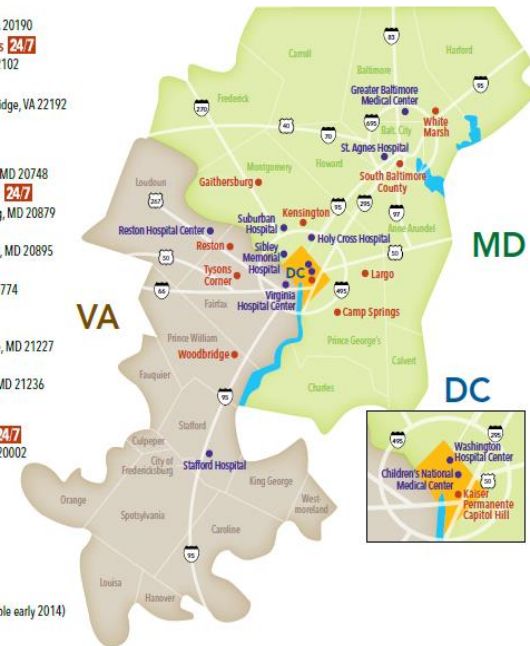 , 20190
s 24/7
2102
ridge, VA 22192
MD 20748
24/7
g, MD 20879
, MD 20895
774
, MD 21227
MD 21236
24/7
20002
ble early 2014)
83
Harford
Carroll
Baltimore
95
Greater Baltimore
Medical Center
Frederick
270
695
White
Marsh
40
70
Balt. City
St. Agnes Hospital
Montgomery
Howard
South Baltimore
County
Loudoun
Gaithersburg
267
95
295
97
Suburban
Hospital
Kensington
Anne Arundel
Reston Hospital Center
Holy Cross Hospital
Reston
50
50
MD
Sibley
Memorial
Hospital
DC
Tysons
Corner
Largo
66
495
Virginia
Hospital Center
Fairfax
Camp Springs
VA
Prince William
Prince George's
Woodbridge
Calvert
Fauquier
Charles
95
DC
Stafford
495
295
Washington
Hospital Center
Culpeper
City of
Fredericksburg
Stafford Hospital
Children's National
Medical Center
50
King George
Kaiser
Permanente
Capitol Hill
Orange
West-
moreland
Spotsylvania
Caroline
95
Louisa
Hanover